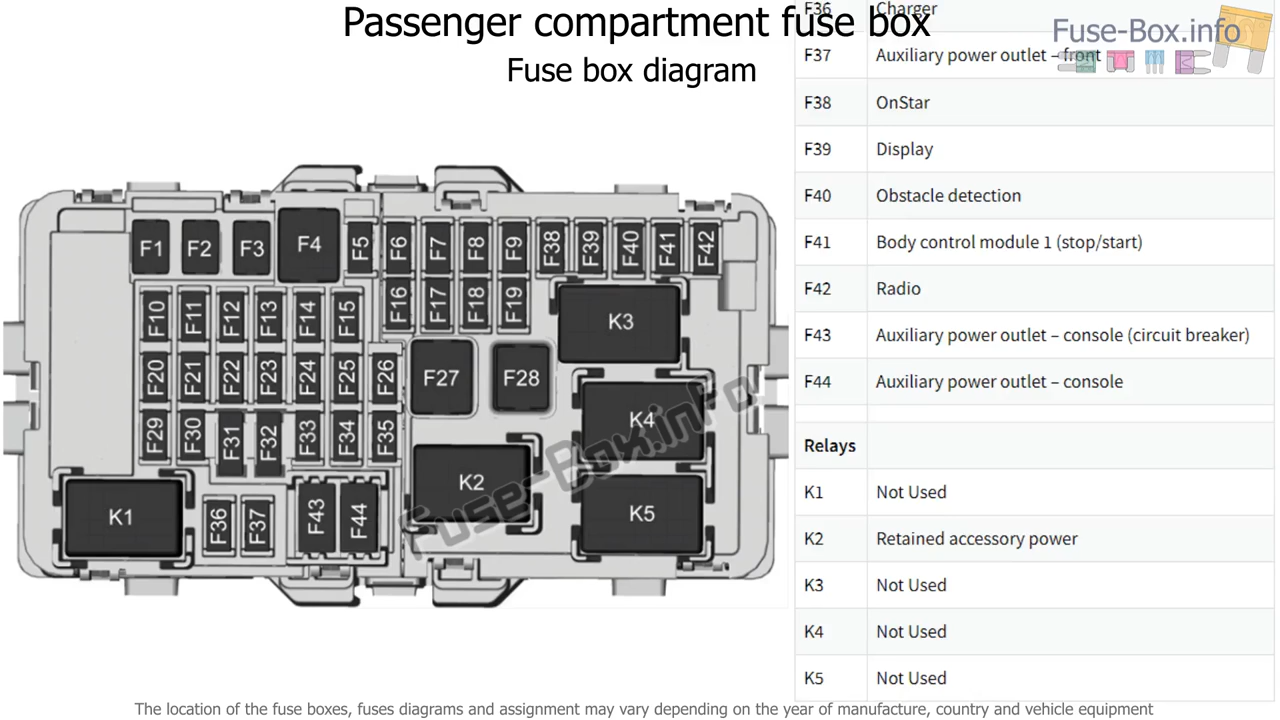 Passenger compartment fuse box
Fuse box diagram
Fuse-Box.info
F1 F2 F3 F4 F5 F6 F7 F8 F9 F38 F39 F40 F41 F42
F16 F17 F18 F19
F10 F11 F12 F13 F14 F15
K3
F20 F21 F22 F23 F24 F25 F26 F27 F28
K4
F29 F30 F31 F32 F33 F34 F35
K2
K1 F36 F37 F43 F44
K5
Fuse-Box.info
F36 Charger
F37 Auxiliary power outlet – front
F38 OnStar
F39 Display
F40 Obstacle detection
F41 Body control module 1 (stop/start)
F42 Radio
F43 Auxiliary power outlet – console (circuit breaker)
F44 Auxiliary power outlet – console
Relays
K1 Not Used
K2 Retained accessory power
K3 Not Used
K4 Not Used
K5 Not Used
The location of the fuse boxes, fuses diagrams and assignment may vary depending on the year of manufacture, country and vehicle equipment